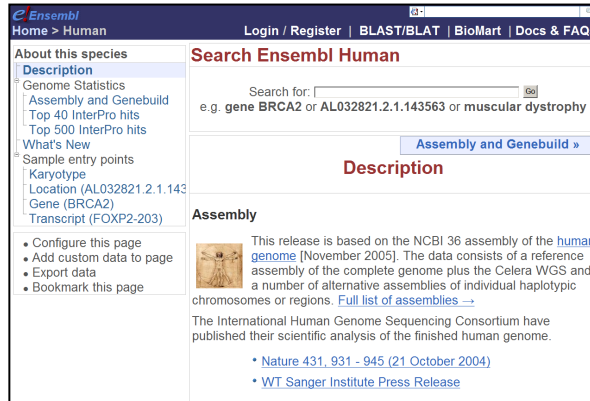 e!Ensembl
Home > Human
Login / Register | BLAST/BLAT | BioMart | Docs & FAQ
About this species
Description
Genome Statistics
Assembly and Genebuild
Top 40 InterPro hits
Top 500 InterPro hits
What's New
Sample entry points
Karyotype
Location (AL032821.2.1.143
Gene (BRCA2)
Transcript (FOXP2-203)
• Configure this page
• Add custom data to page
• Export data
• Bookmark this page
Search Ensembl Human
Search for: Go
e.g. gene BRCA2 or AL032821.2.1.143563 or muscular dystrophy
Assembly and Genebuild »
Description
Assembly
This release is based on the NCBI 36 assembly of the human
genome [November 2005]. The data consists of a reference
assembly of the complete genome plus the Celera WGS and
a number of alternative assemblies of individual haplotypic
chromosomes or regions. Full list of assemblies →
The International Human Genome Sequencing Consortium have
published their scientific analysis of the finished human genome.
• Nature 431, 931 - 945 (21 October 2004)
• WT Sanger Institute Press Release